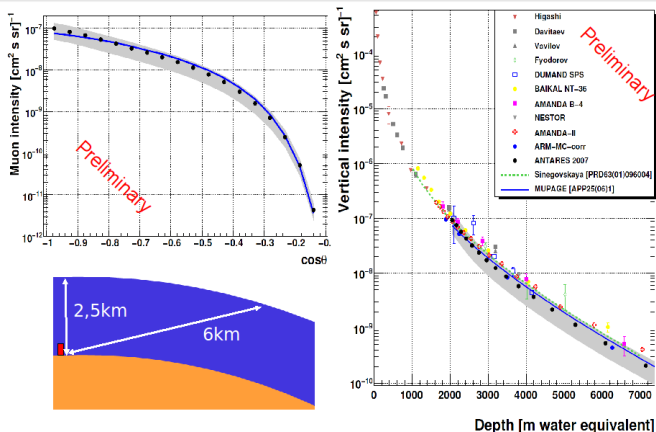 Muon intensity [cm² s sr]⁻¹
10⁻⁷
10⁻⁸
10⁻⁹
10⁻¹⁰
10⁻¹¹
10⁻¹²
Preliminary
-1 -0.9 -0.8 -0.7 -0.6 -0.5 -0.4 -0.3 -0.2 -0.
cosθ
2,5km
6km
Vertical intensity [cm² s sr]⁻¹
10⁻⁴
10⁻⁵
10⁻⁶
10⁻⁷
10⁻⁸
10⁻⁹
10⁻¹⁰
Higashi
Davitaev
Vavilov
Fyodorov
DUMAND SPS
BAIKAL NT-36
AMANDA B-4
NESTOR
AMANDA-II
ARM-MC-corr
ANTARES 2007
Sinegovskaya [PRD63(01)096004]
MUPAGE [APP25(06)1]
Preliminary
0 1000 2000 3000 4000 5000 6000 7000
Depth [m water equivalent]